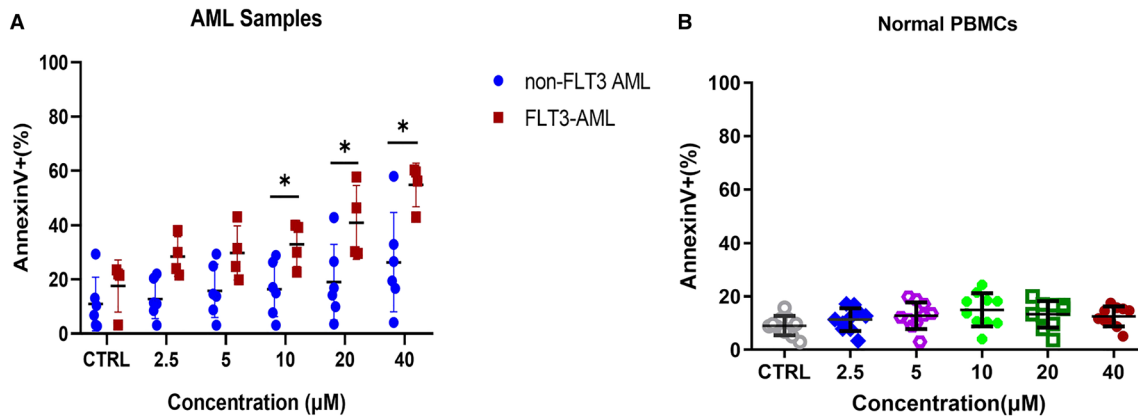 A
AML Samples
AnnexinV+(%)
100
80
60
40
20
0
* * *
CTRL 2.5 5 10 20 40
Concentration (µM)
non-FLT3 AML
FLT3-AML
B
Normal PBMCs
AnnexinV+(%)
100
80
60
40
20
0
CTRL 2.5 5 10 20 40
Concentration(µM)